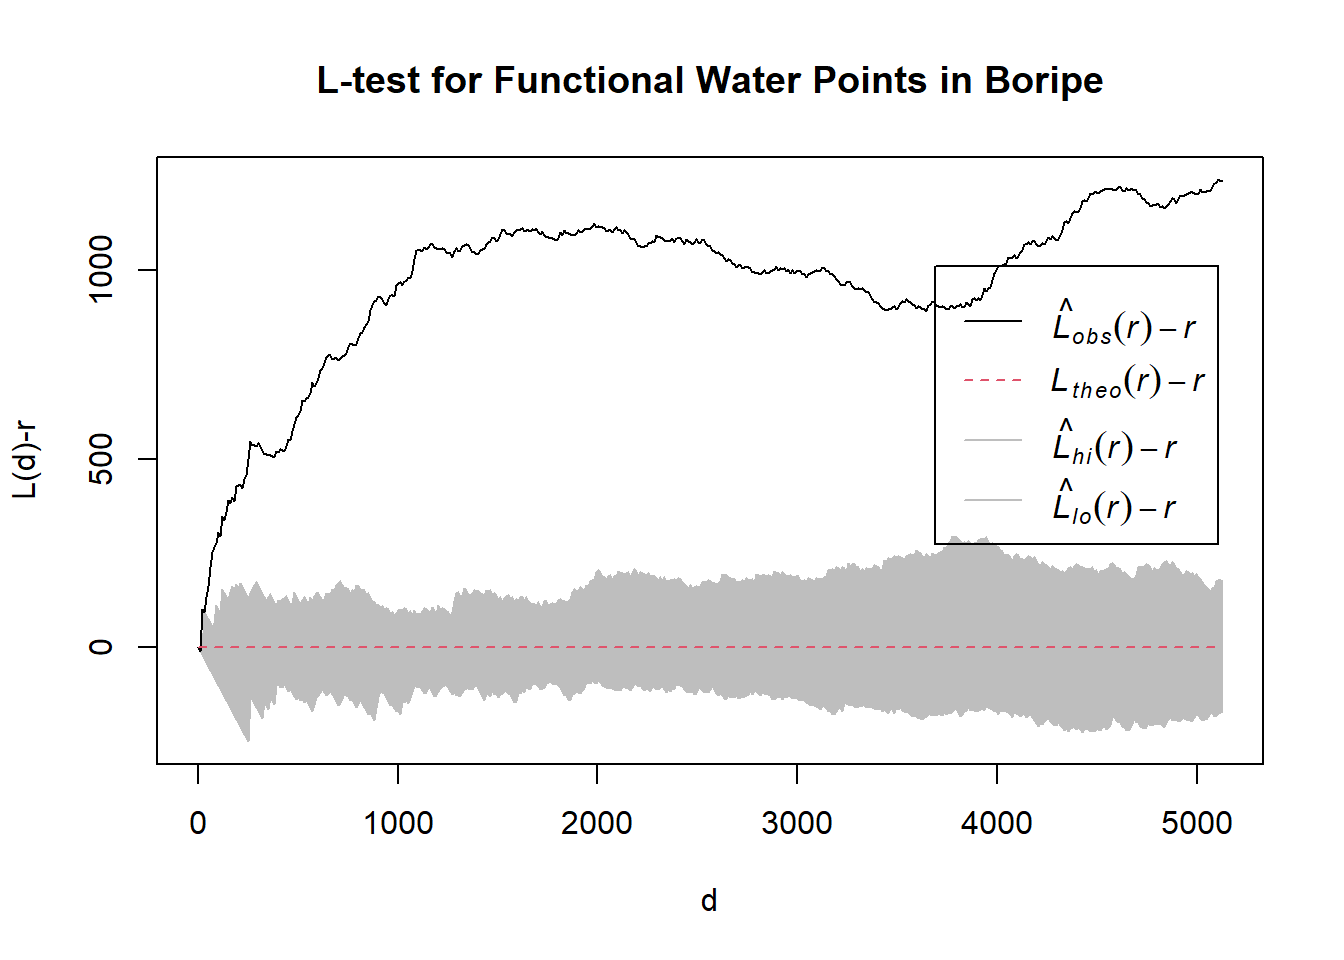 L-test for Functional Water Points in Boripe
L(d)-r
1000
500
0
L̂obs(r) − r
Ltheo(r) − r
L̂hi(r) − r
L̂lo(r) − r
0 1000 2000 3000 4000 5000
d